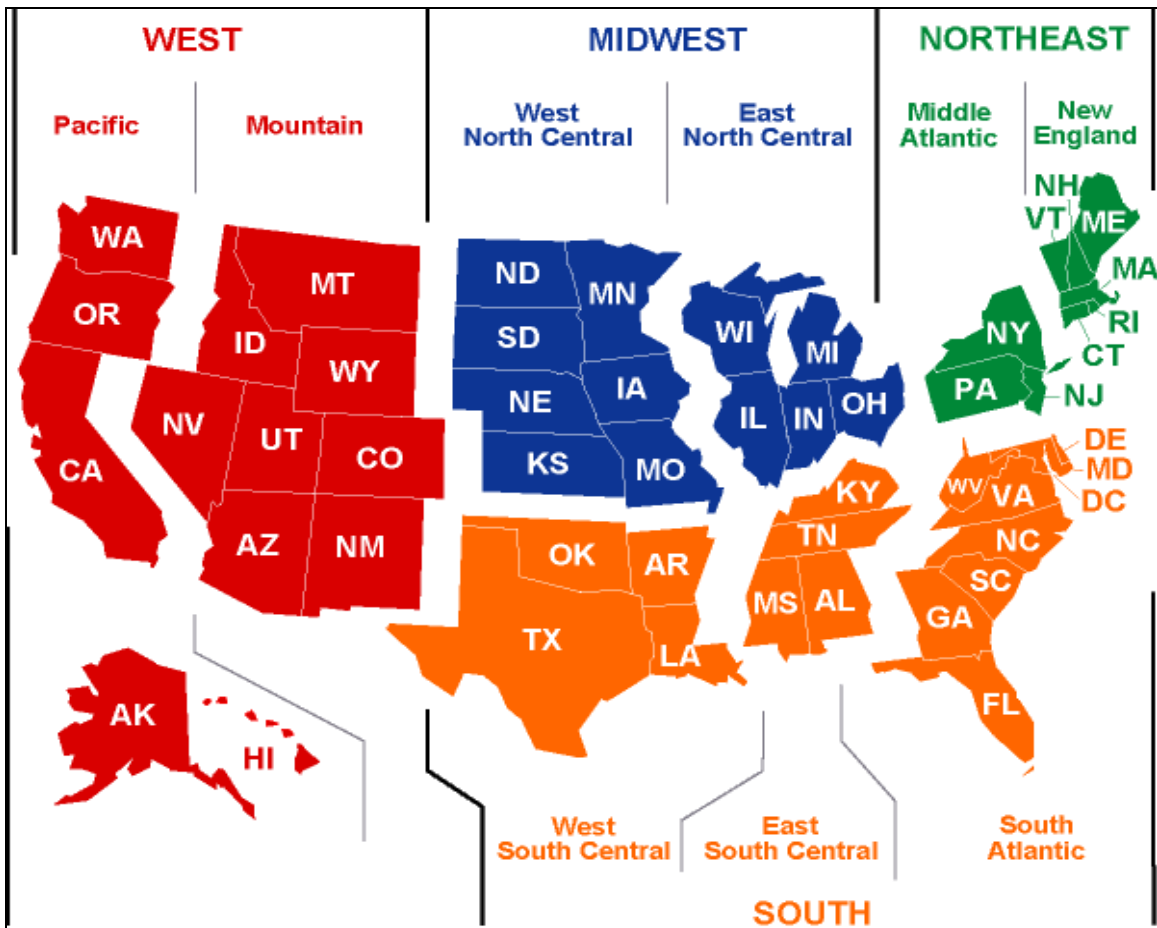 WEST
MIDWEST
NORTHEAST
Pacific
Mountain
West
North Central
East
North Central
Middle
Atlantic
New
England
WA
OR
CA
MT
ID
WY
NV
UT
CO
AZ
NM
AK
HI
ND
SD
NE
KS
MN
IA
MO
WI
MI
IL
IN
OH
NH
VT
ME
MA
RI
CT
NY
PA
NJ
OK
TX
AR
LA
KY
TN
MS
AL
DE
MD
DC
WV
VA
NC
SC
GA
FL
West
South Central
East
South Central
South
Atlantic
SOUTH